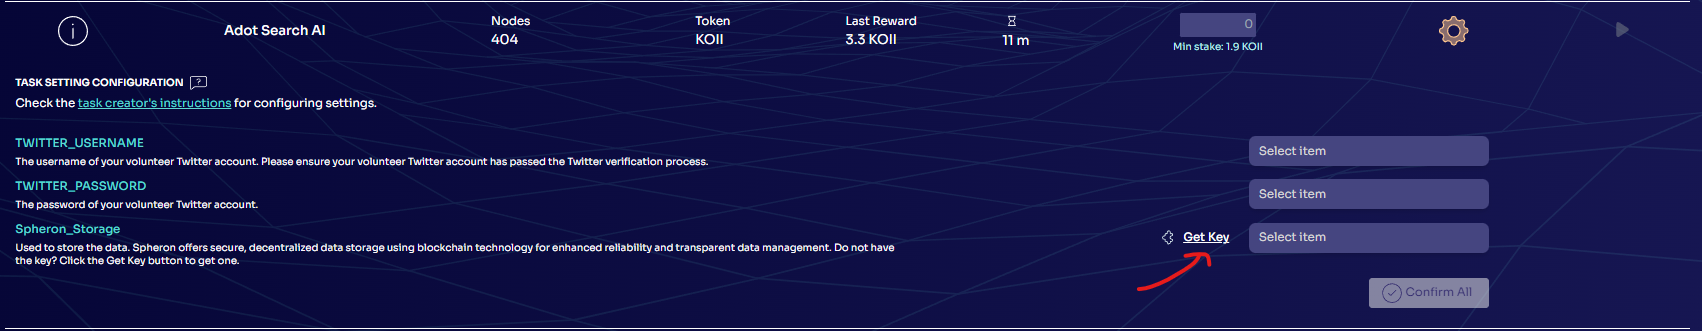 Adot Search AI
Nodes
404
Token
KOII
Last Reward
3.3 KOII
11 m
0
Min stake: 1.9 KOII
TASK SETTING CONFIGURATION
Check the task creator's instructions for configuring settings.
TWITTER_USERNAME
The username of your volunteer Twitter account. Please ensure your volunteer Twitter account has passed the Twitter verification process.
Select item
TWITTER_PASSWORD
The password of your volunteer Twitter account.
Select item
Spheron_Storage
Used to store the data. Spheron offers secure, decentralized data storage using blockchain technology for enhanced reliability and transparent data management. Do not have
the key? Click the Get Key button to get one.
Get Key
Select item
Confirm All